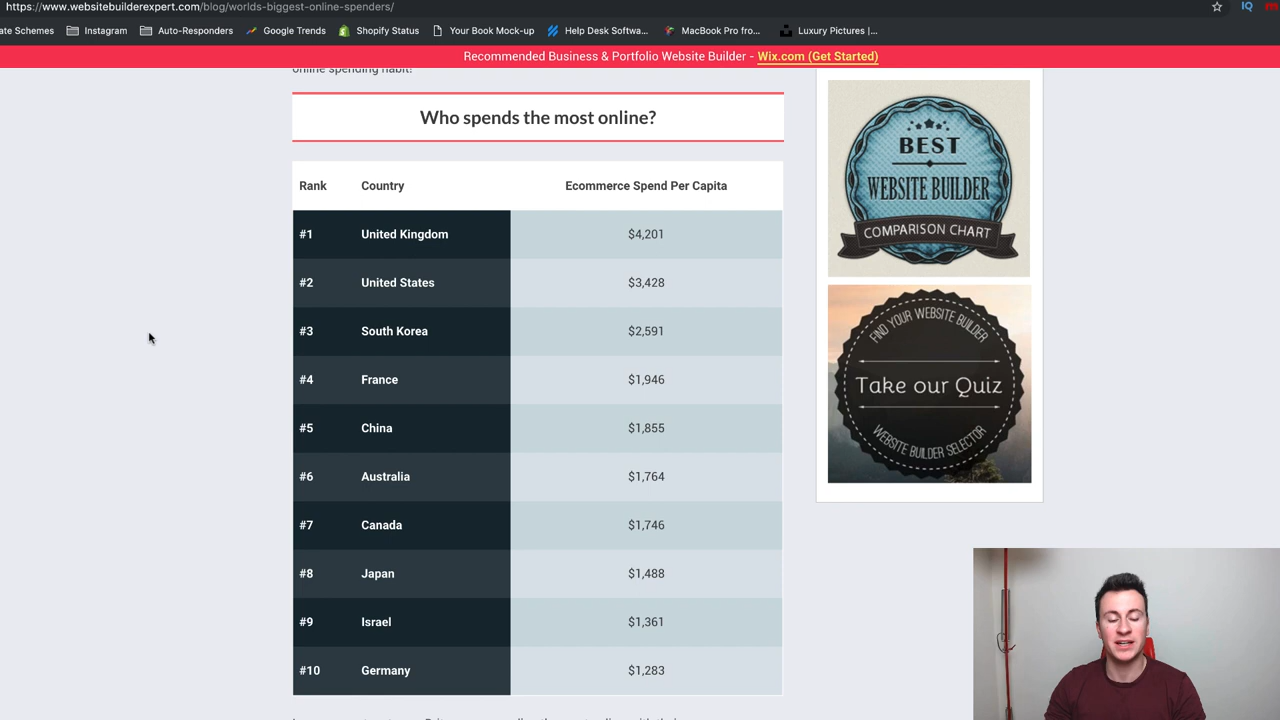 https://www.websitebuilderexpert.com/blog/worlds-biggest-online-spenders/
ate Schemes Instagram Auto-Responders Google Trends Shopify Status Your Book Mock-up Help Desk Softwa... MacBook Pro fro... Luxury Pictures |...
Recommended Business & Portfolio Website Builder - Wix.com (Get Started)
Who spends the most online?
Rank Country Ecommerce Spend Per Capita
#1 United Kingdom $4,201
#2 United States $3,428
#3 South Korea $2,591
#4 France $1,946
#5 China $1,855
#6 Australia $1,764
#7 Canada $1,746
#8 Japan $1,488
#9 Israel $1,361
#10 Germany $1,283
BEST
WEBSITE BUILDER
COMPARISON CHART
FIND YOUR WEBSITE BUILDER
Take our Quiz
WEBSITE BUILDER SELECTOR
IQ